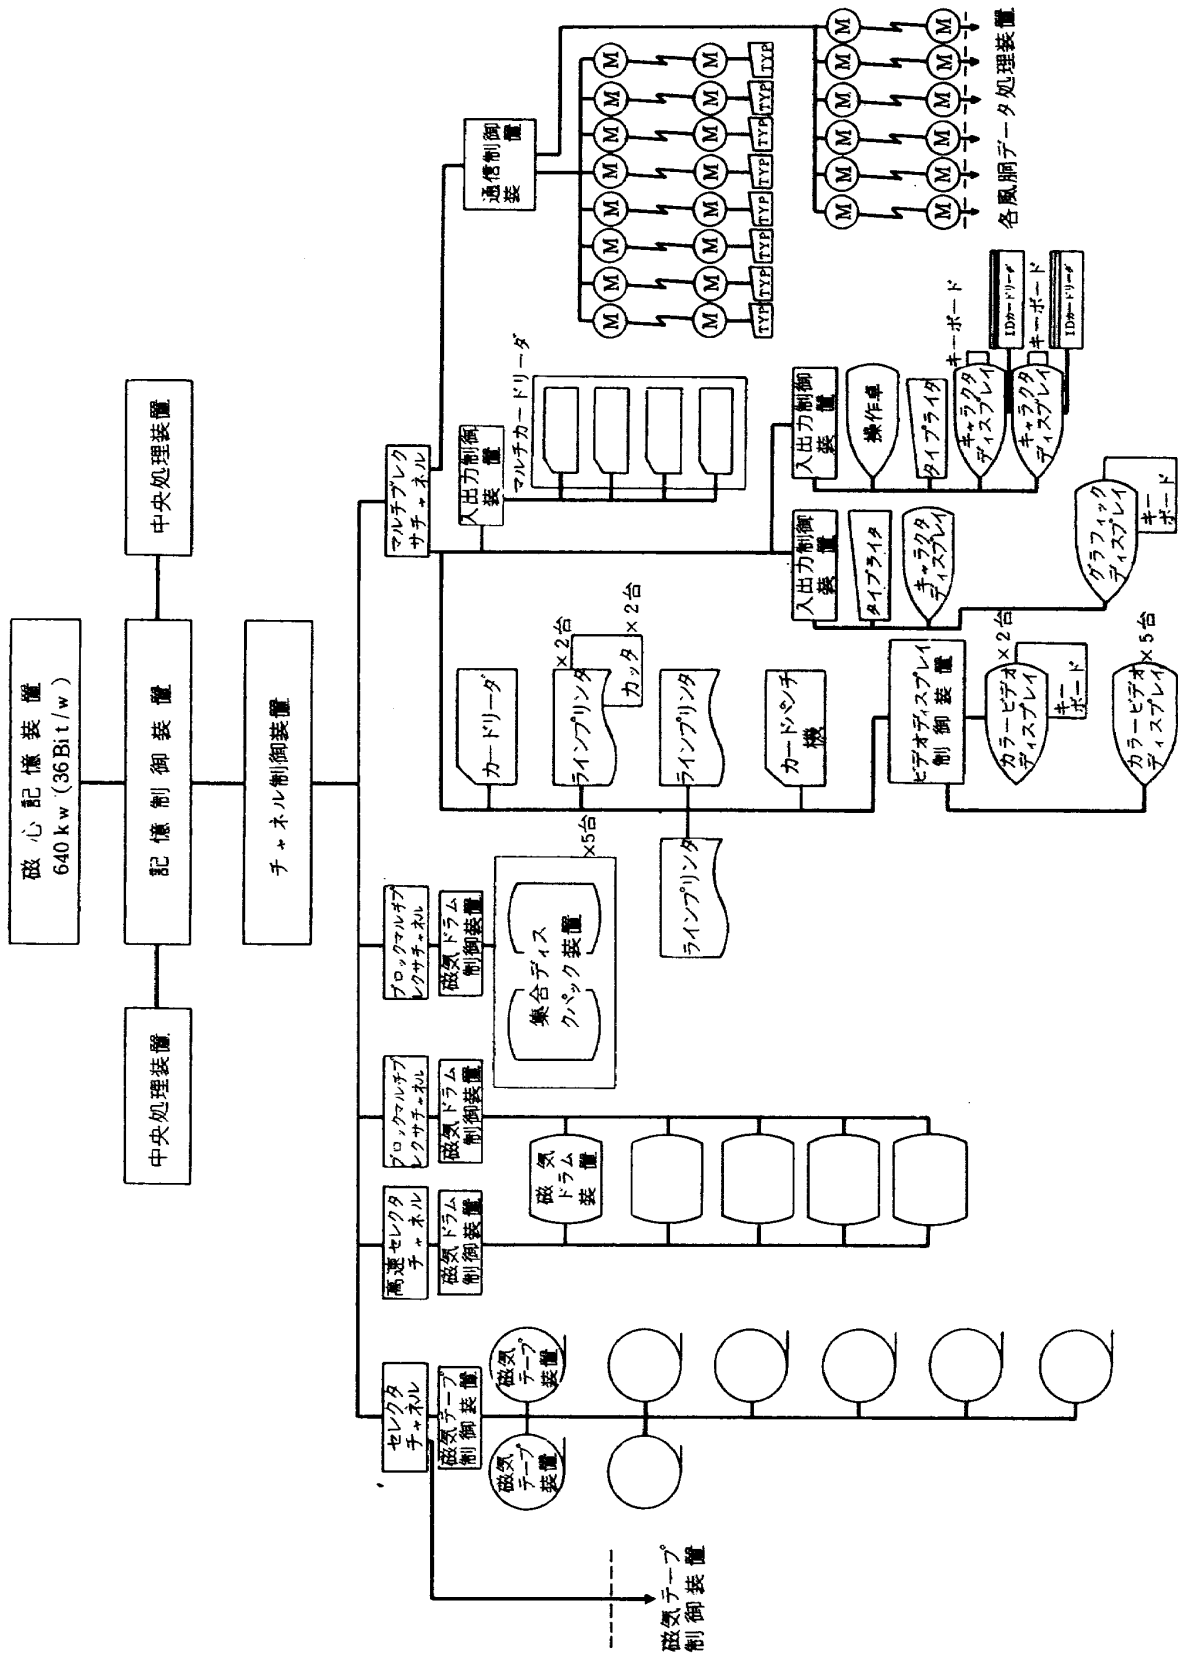 磁心記憶装置
640kw (36Bit/w)
中央処理装置
記憶制御装置
中央処理装置
チャネル制御装置
セレクタ
チャネル
高速セレクタ
チャネル
ブロックマルチプ
レクサチャネル
ブロックマルチプ
レクサチャネル
マルチプレク
サチャネル
磁気テープ
制御装置
磁気ドラム
制御装置
磁気ドラム
制御装置
磁気ドラム
制御装置
入出力制御
装置
通信制御
装置
磁気
テープ
装置
磁気
テープ
装置
磁気テープ
制御装置
磁気
ドラム
装置
集合ディス
クパック装置
×5台
カードリーダ
ラインプリンタ
×2台
カッタ
×2台
ラインプリンタ
ラインプリンタ
カードパンチ
機
ビデオディスプレイ
制御装置
カラービデオ
ディスプレイ
×2台
キー
ボード
カラービデオ
ディスプレイ
×5台
マルチカードリーダ
入出力制御
装置
タイプライタ
キャラクタ
ディスプレイ
グラフィック
ディスプレイ
キー
ボード
入出力制御
装置
操作卓
タイプライタ
キャラクタ
ディスプレイ
キーボード
IDカードリーダ
キャラクタ
ディスプレイ
キーボード
IDカードリーダ
M M M M M M M M
M M M M M M M M
TYP TYP TYP TYP TYP TYP TYP TYP
M M M M M M
M M M M M M
各風胴データ処理装置